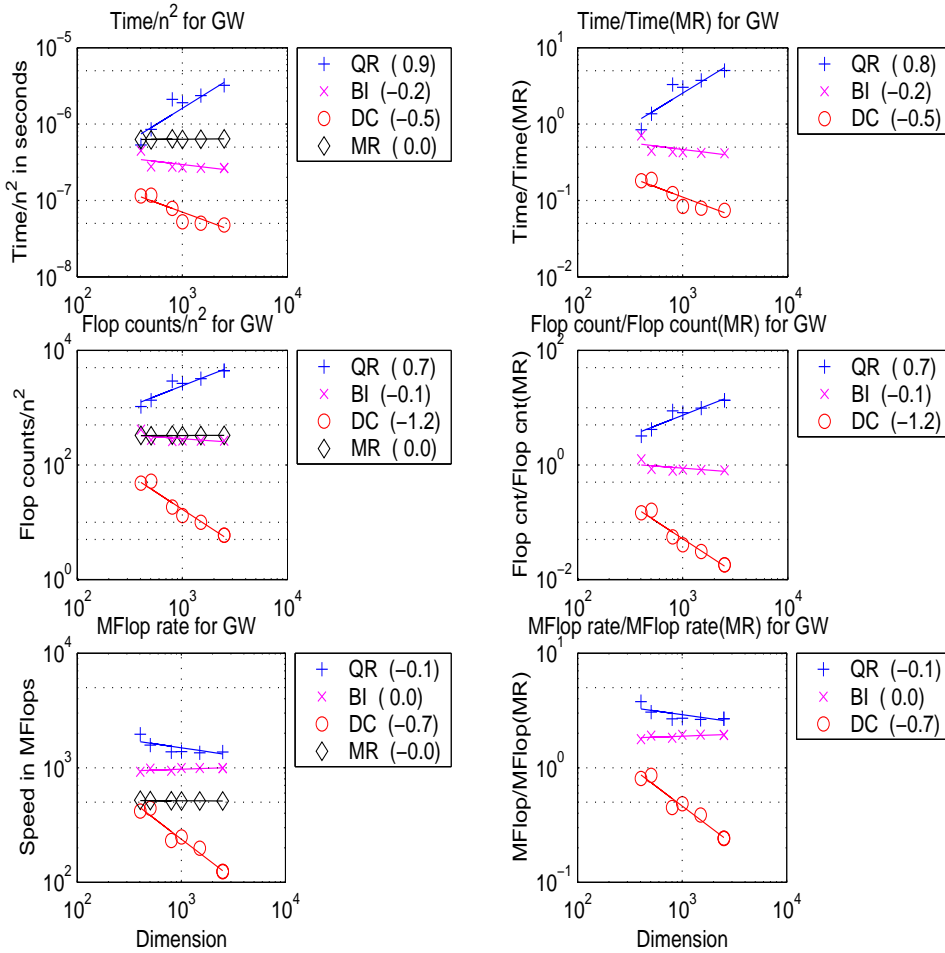 Time/n² for GW
Time/n² in seconds
10⁻⁵
10⁻⁶
10⁻⁷
10⁻⁸
10²
10³
10⁴
QR ( 0.9)
BI (−0.2)
DC (−0.5)
MR ( 0.0)
Time/Time(MR) for GW
Time/Time(MR)
10¹
10⁰
10⁻¹
10⁻²
10²
10³
10⁴
QR ( 0.8)
BI (−0.2)
DC (−0.5)
Flop counts/n² for GW
Flop counts/n²
10⁴
10²
10⁰
10²
10³
10⁴
QR ( 0.7)
BI (−0.1)
DC (−1.2)
MR ( 0.0)
Flop count/Flop count(MR) for GW
Flop cnt/Flop cnt(MR)
10²
10⁰
10⁻²
10²
10³
10⁴
QR ( 0.7)
BI (−0.1)
DC (−1.2)
MFlop rate for GW
Speed in MFlops
10⁴
10³
10²
10²
10³
10⁴
Dimension
QR (−0.1)
BI ( 0.0)
DC (−0.7)
MR (−0.0)
MFlop rate/MFlop rate(MR) for GW
MFlop/MFlop(MR)
10¹
10⁰
10⁻¹
10²
10³
10⁴
Dimension
QR (−0.1)
BI ( 0.0)
DC (−0.7)